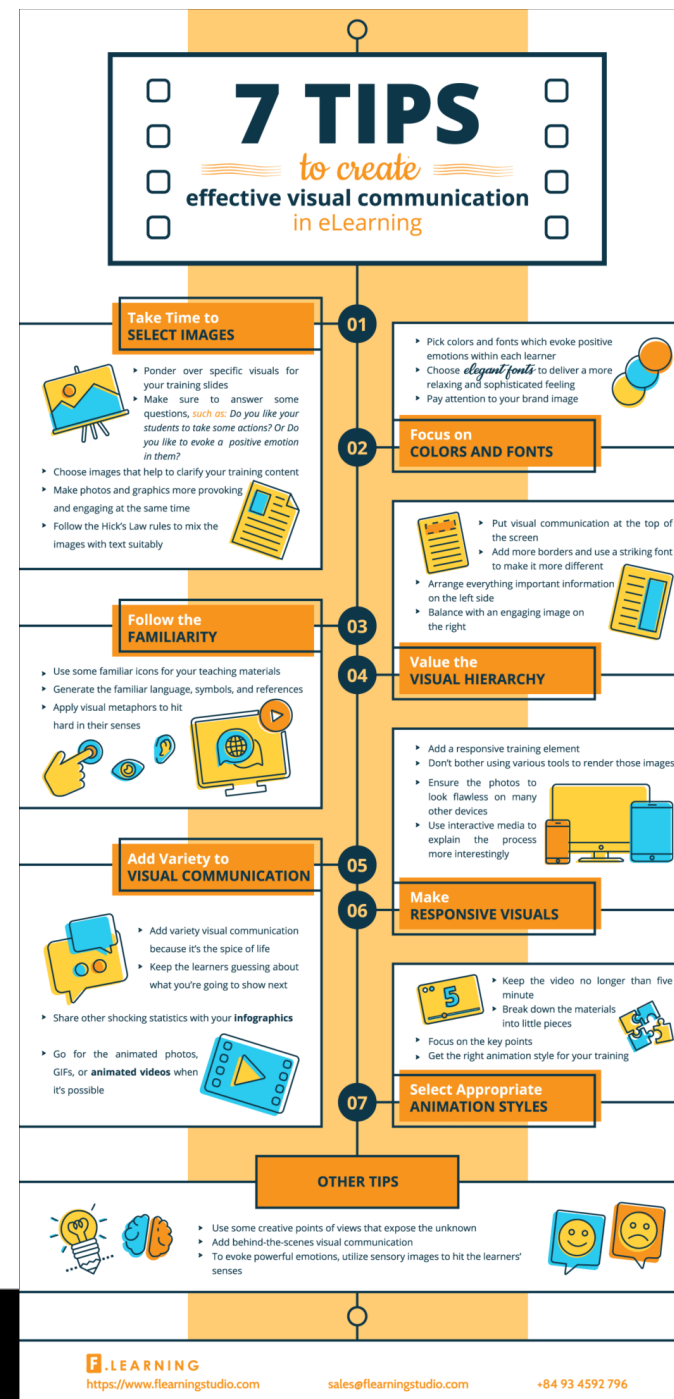 7 TIPS
to create
effective visual communication
in eLearning
01
Take Time to
SELECT IMAGES
Ponder over specific visuals for
your training slides
Make sure to answer some
questions, such as: Do you like your
students to take some actions? Or Do
you like to evoke a positive emotion
in them?
Choose images that help to clarify your training content
Make photos and graphics more provoking
and engaging at the same time
Follow the Hick's Law rules to mix the
images with text suitably
Pick colors and fonts which evoke positive
emotions within each learner
Choose elegant fonts to deliver a more
relaxing and sophisticated feeling
Pay attention to your brand image
02
Focus on
COLORS AND FONTS
03
Follow the
FAMILIARITY
Use some familiar icons for your teaching materials
Generate the familiar language, symbols, and references
Apply visual metaphors to hit
hard in their senses
Put visual communication at the top of
the screen
Add more borders and use a striking font
to make it more different
Arrange everything important information
on the left side
Balance with an engaging image on
the right
04
Value the
VISUAL HIERARCHY
05
Add Variety to
VISUAL COMMUNICATION
Add variety visual communication
because it's the spice of life
Keep the learners guessing about
what you're going to show next
Share other shocking statistics with your infographics
Go for the animated photos,
GIFs, or animated videos when
it's possible
Add a responsive training element
Don't bother using various tools to render those images
Ensure the photos to
look flawless on many
other devices
Use interactive media to
explain the process
more interestingly
06
Make
RESPONSIVE VISUALS
5
Keep the video no longer than five
minute
Break down the materials
into little pieces
Focus on the key points
Get the right animation style for your training
07
Select Appropriate
ANIMATION STYLES
OTHER TIPS
Use some creative points of views that expose the unknown
Add behind-the-scenes visual communication
To evoke powerful emotions, utilize sensory images to hit the learners'
senses
F.LEARNING
https://www.flearningstudio.com
sales@flearningstudio.com
+84 93 4592 796